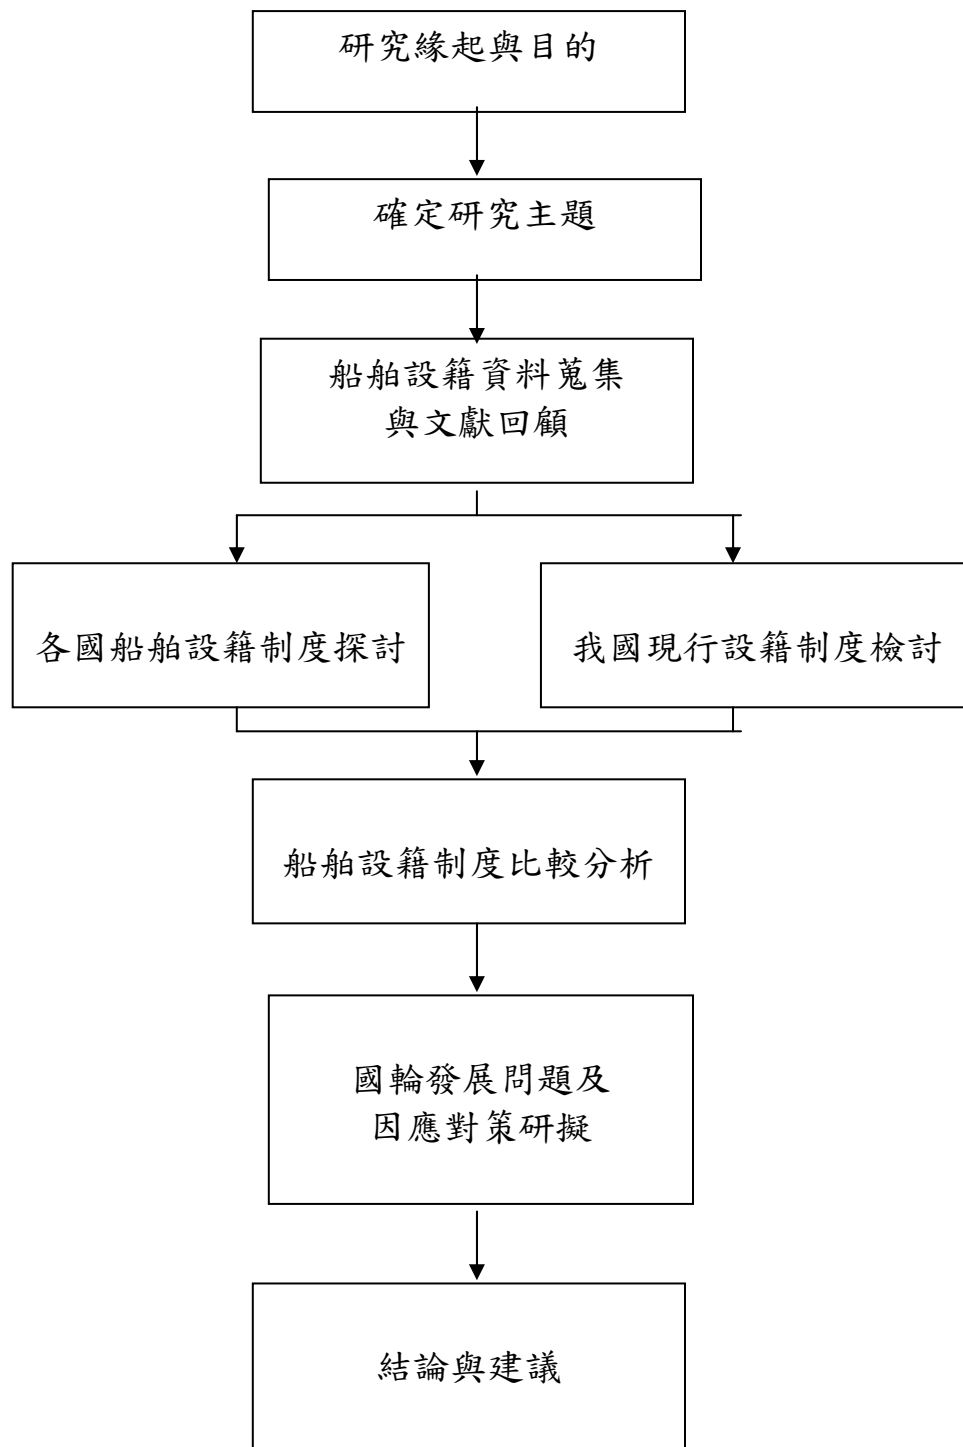 研究緣起與目的
確定研究主題
船舶設籍資料蒐集
與文獻回顧
各國船舶設籍制度探討
我國現行設籍制度檢討
船舶設籍制度比較分析
國輪發展問題及
因應對策研擬
結論與建議